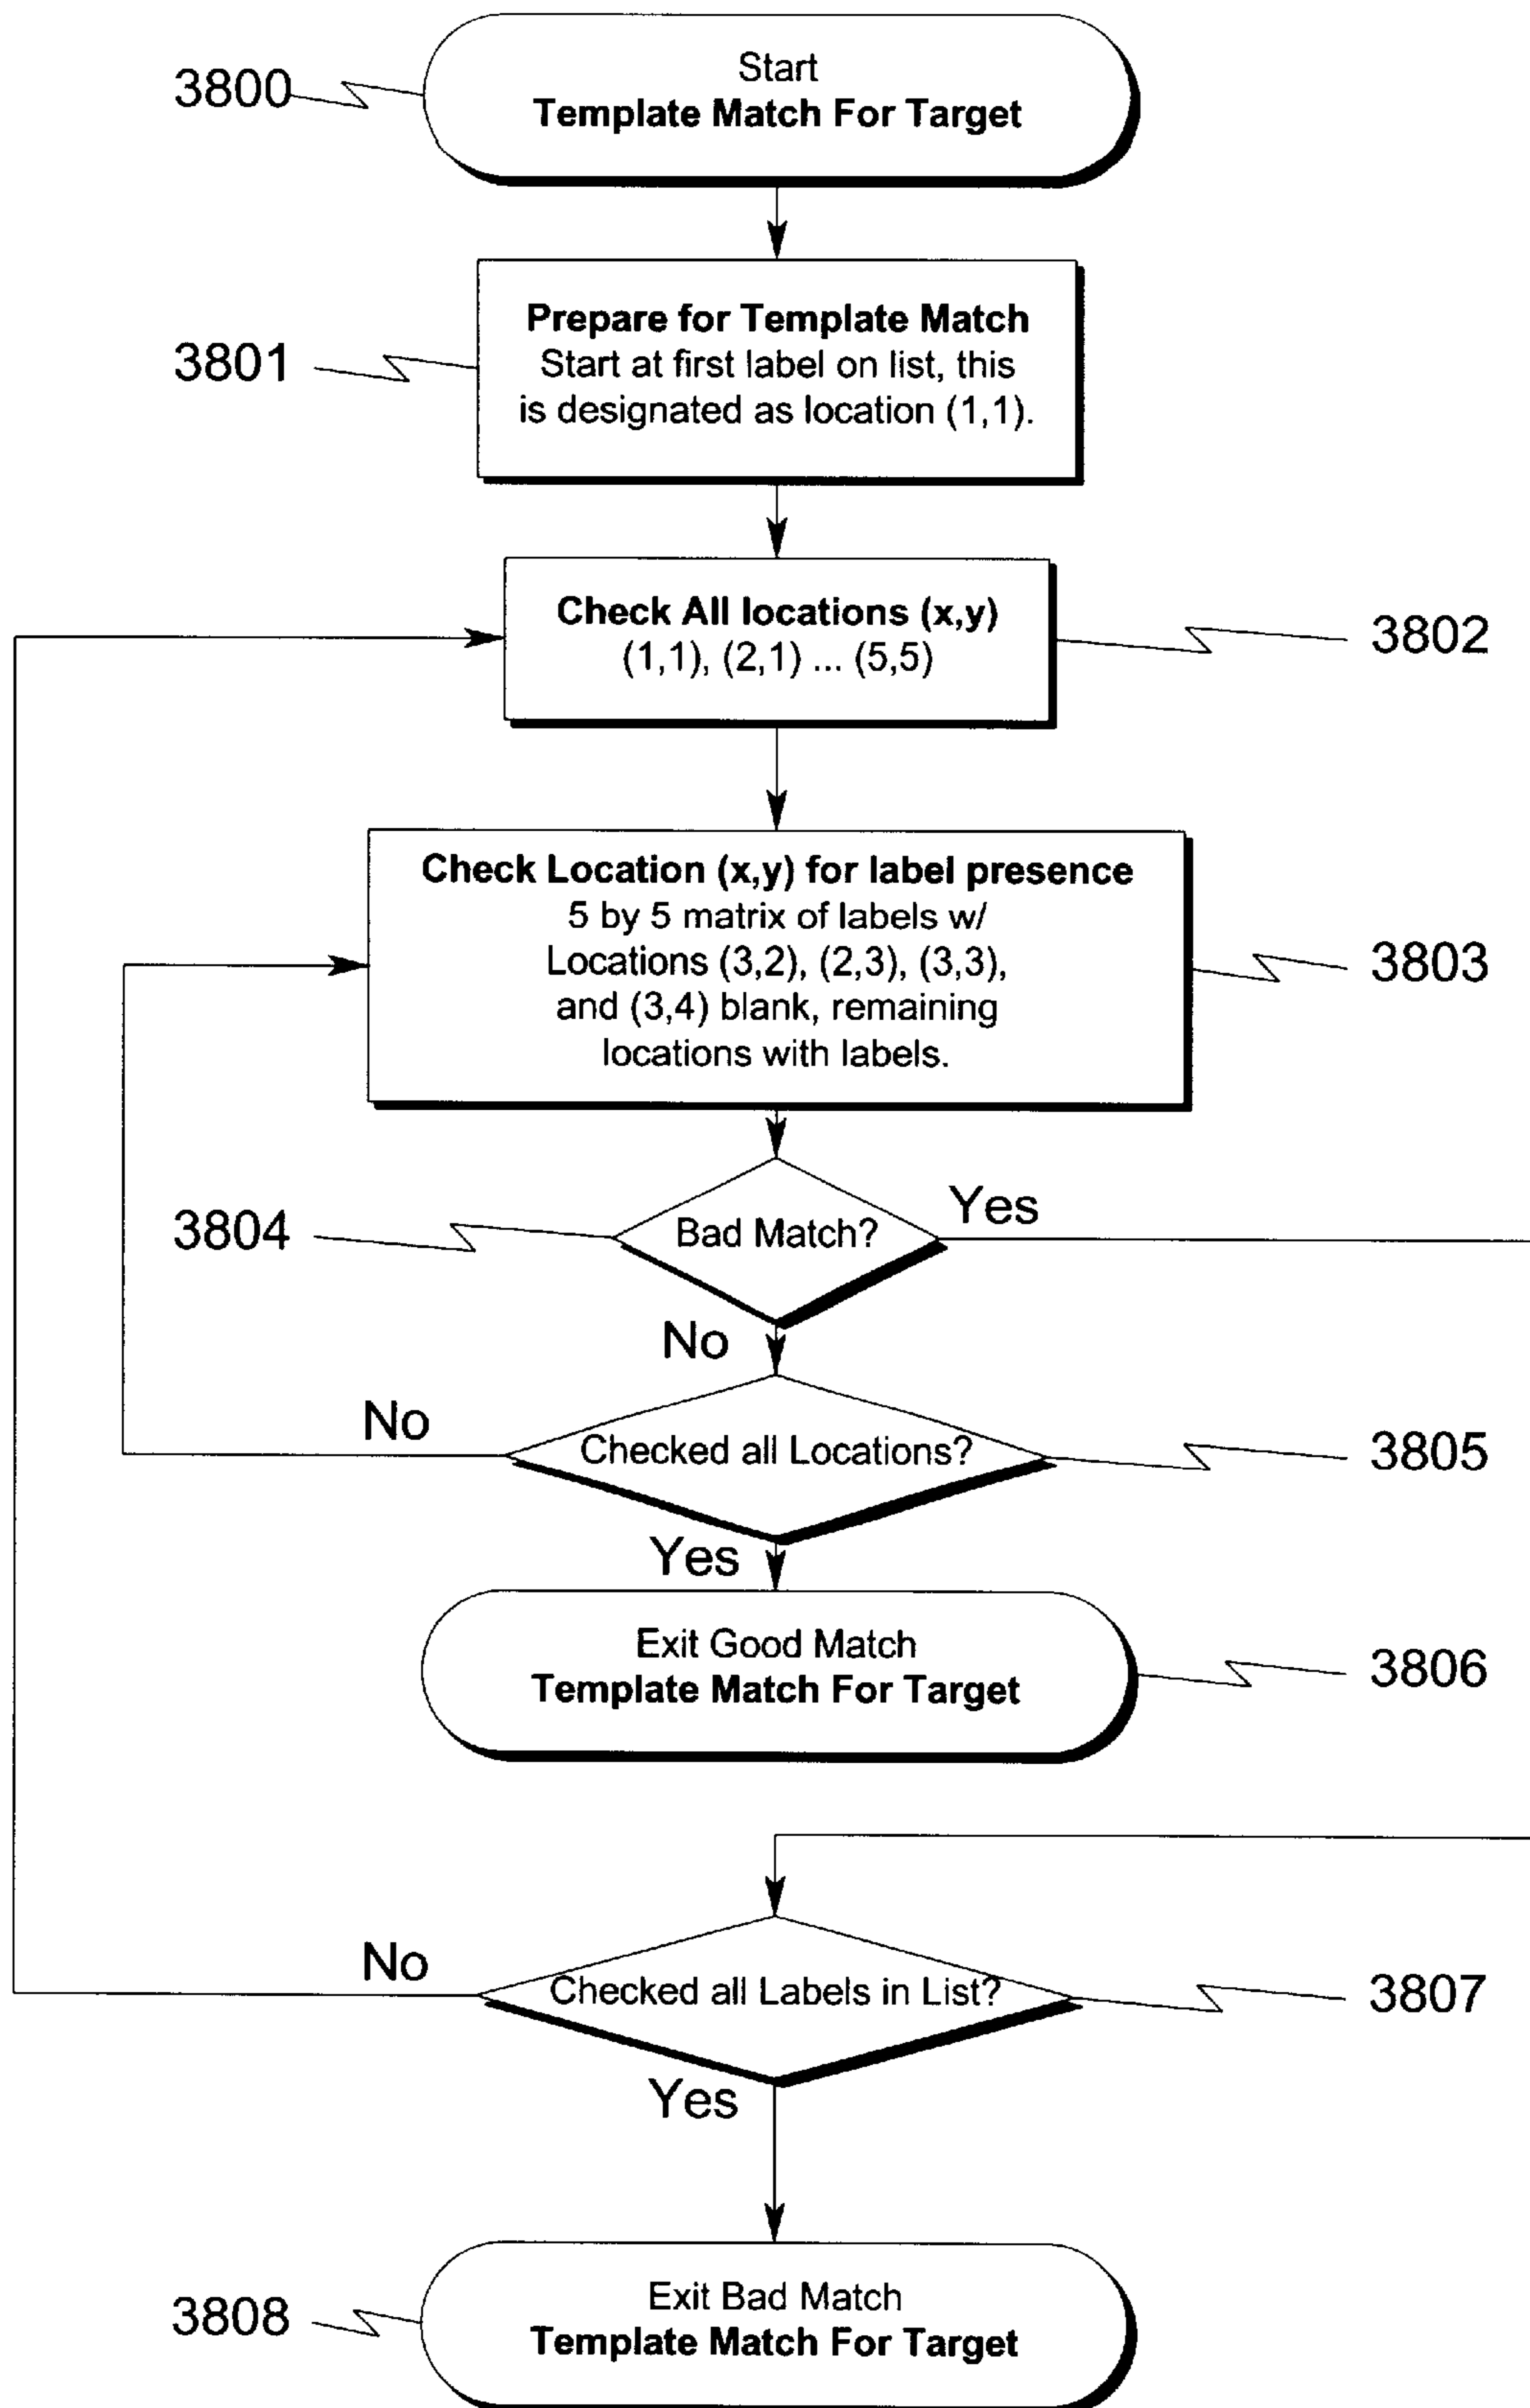 3800
Start
Template Match For Target
3801
Prepare for Template Match
Start at first label on list, this
is designated as location (1,1).
Check All locations (x,y)
(1,1), (2,1) ... (5,5)
3802
Check Location (x,y) for label presence
5 by 5 matrix of labels w/
Locations (3,2), (2,3), (3,3),
and (3,4) blank, remaining
locations with labels.
3803
3804
Bad Match?
Yes
No
No
Checked all Locations?
3805
Yes
Exit Good Match
Template Match For Target
3806
No
Checked all Labels in List?
3807
Yes
3808
Exit Bad Match
Template Match For Target